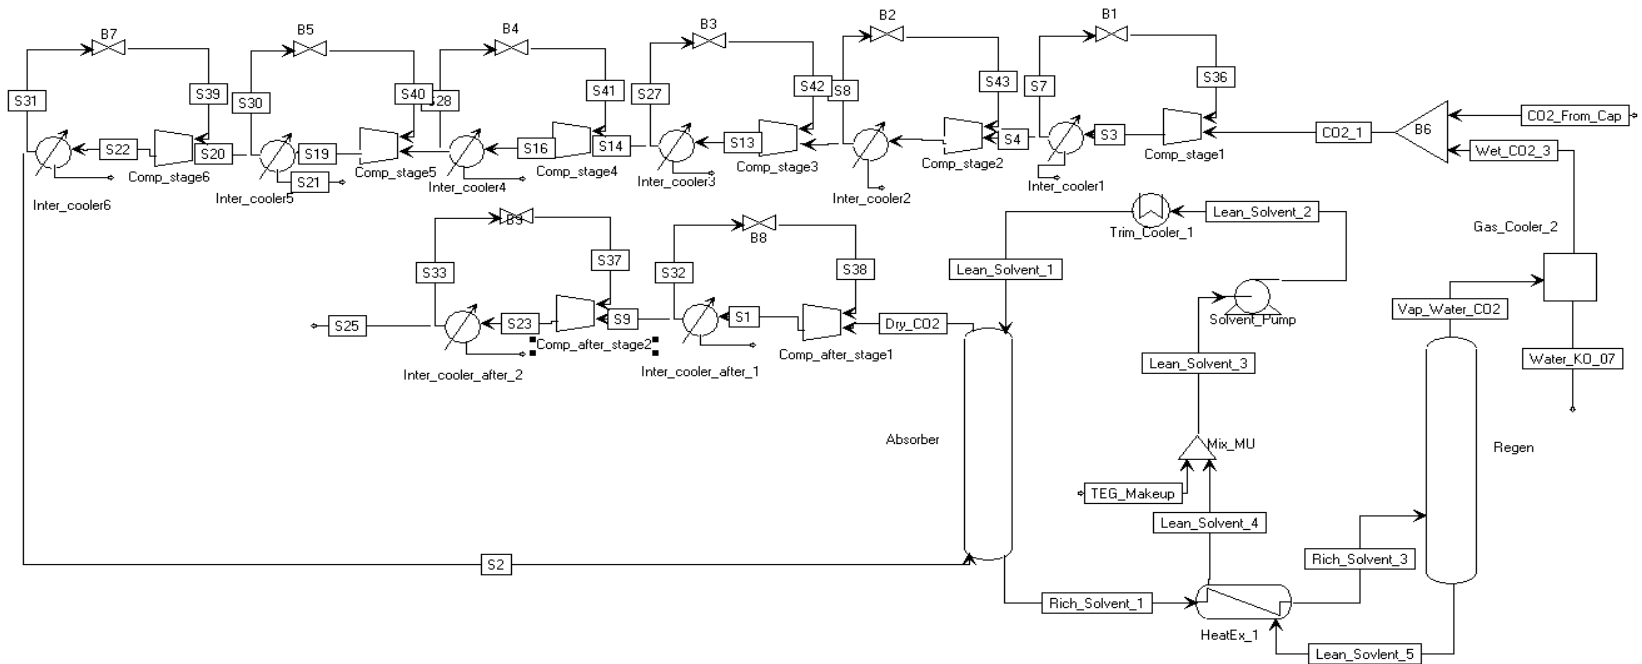 B7
B5
B4
B3
B2
B1
S31
S39
S30
S40
S28
S41
S27
S42
S8
S43
S7
S36
S22
S20
S19
S16
S14
S13
S4
S3
CO2_1
B6
CO2_From_Cap
Wet_CO2_3
Comp_stage6
S21
Comp_stage5
Comp_stage4
Comp_stage3
Comp_stage2
Comp_stage1
Inter_cooler6
Inter_cooler5
Inter_cooler4
Inter_cooler3
Inter_cooler2
Inter_cooler1
B9
B8
Lean_Solvent_2
Trim_Cooler_1
Gas_Cooler_2
S33
S37
S32
S38
Lean_Solvent_1
S25
S23
S9
S1
Dry_CO2
Solvent_Pump
Vap_Water_CO2
Comp_after_stage2
Comp_after_stage1
Inter_cooler_after_2
Inter_cooler_after_1
Lean_Solvent_3
Water_KO_07
Absorber
Mix_MU
Regen
TEG_Makeup
Lean_Solvent_4
S2
Rich_Solvent_3
Rich_Solvent_1
HeatEx_1
Lean_Sovlent_5